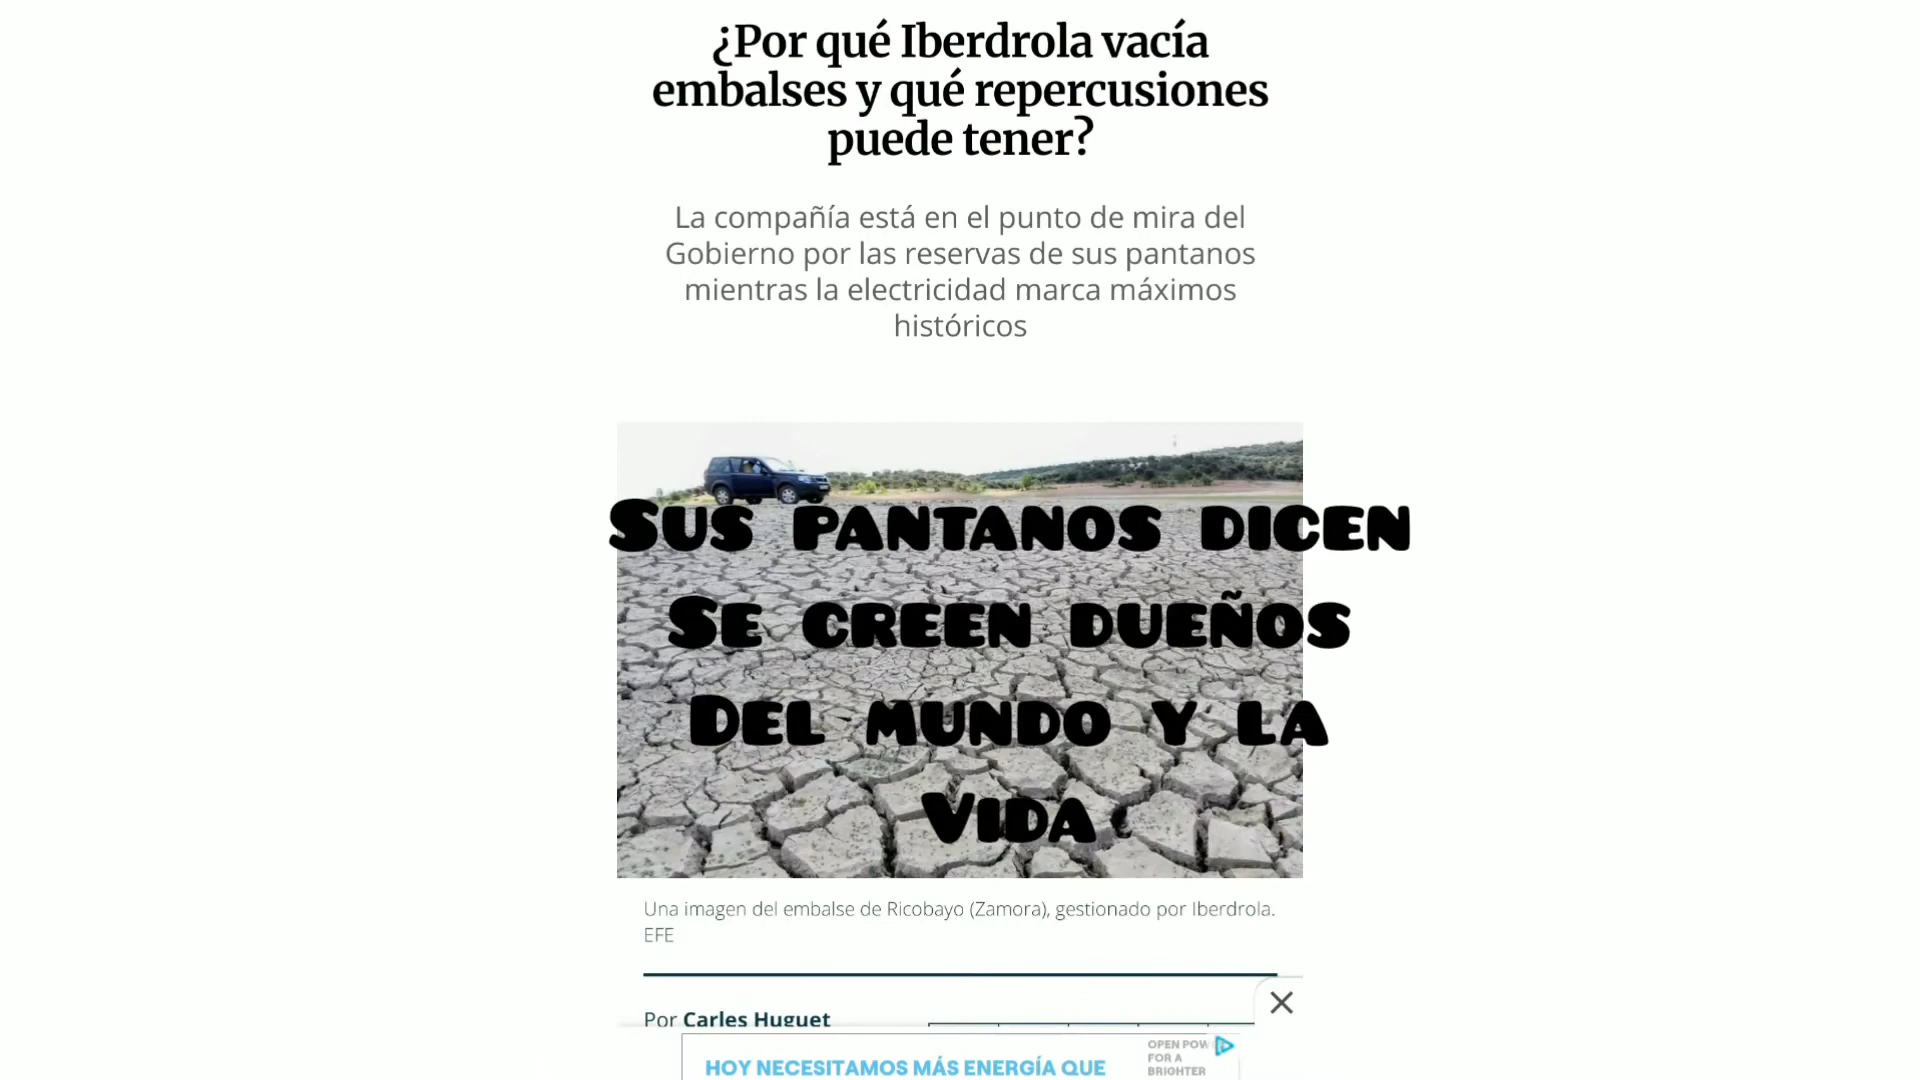 ¿Por qué Iberdrola vacía
embalses y qué repercusiones
puede tener?
La compañía está en el punto de mira del
Gobierno por las reservas de sus pantanos
mientras la electricidad marca máximos
históricos
Sus pantanos dicen
Se creen dueños
Del mundo y la
Vida
Una imagen del embalse de Ricobayo (Zamora), gestionado por Iberdrola.
EFE
Por Carles Huguet
HOY NECESITAMOS MÁS ENERGÍA QUE
OPEN
FOR A
BRIGHTER